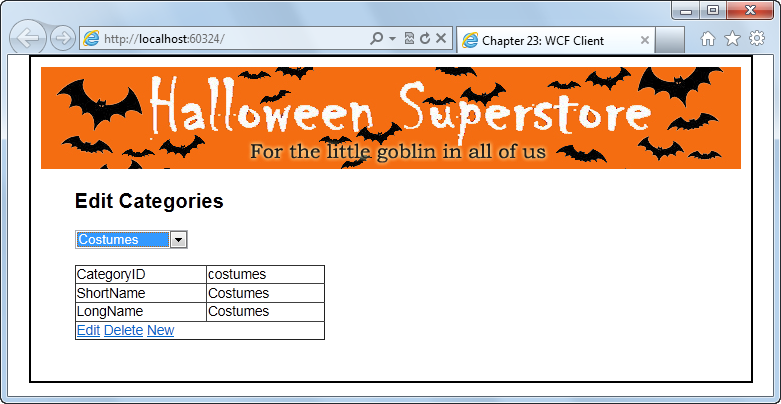 http://localhost:60324/
Chapter 23: WCF Client
Halloween Superstore
For the little goblin in all of us
Edit Categories
Costumes
CategoryID costumes
ShortName Costumes
LongName Costumes
Edit Delete New